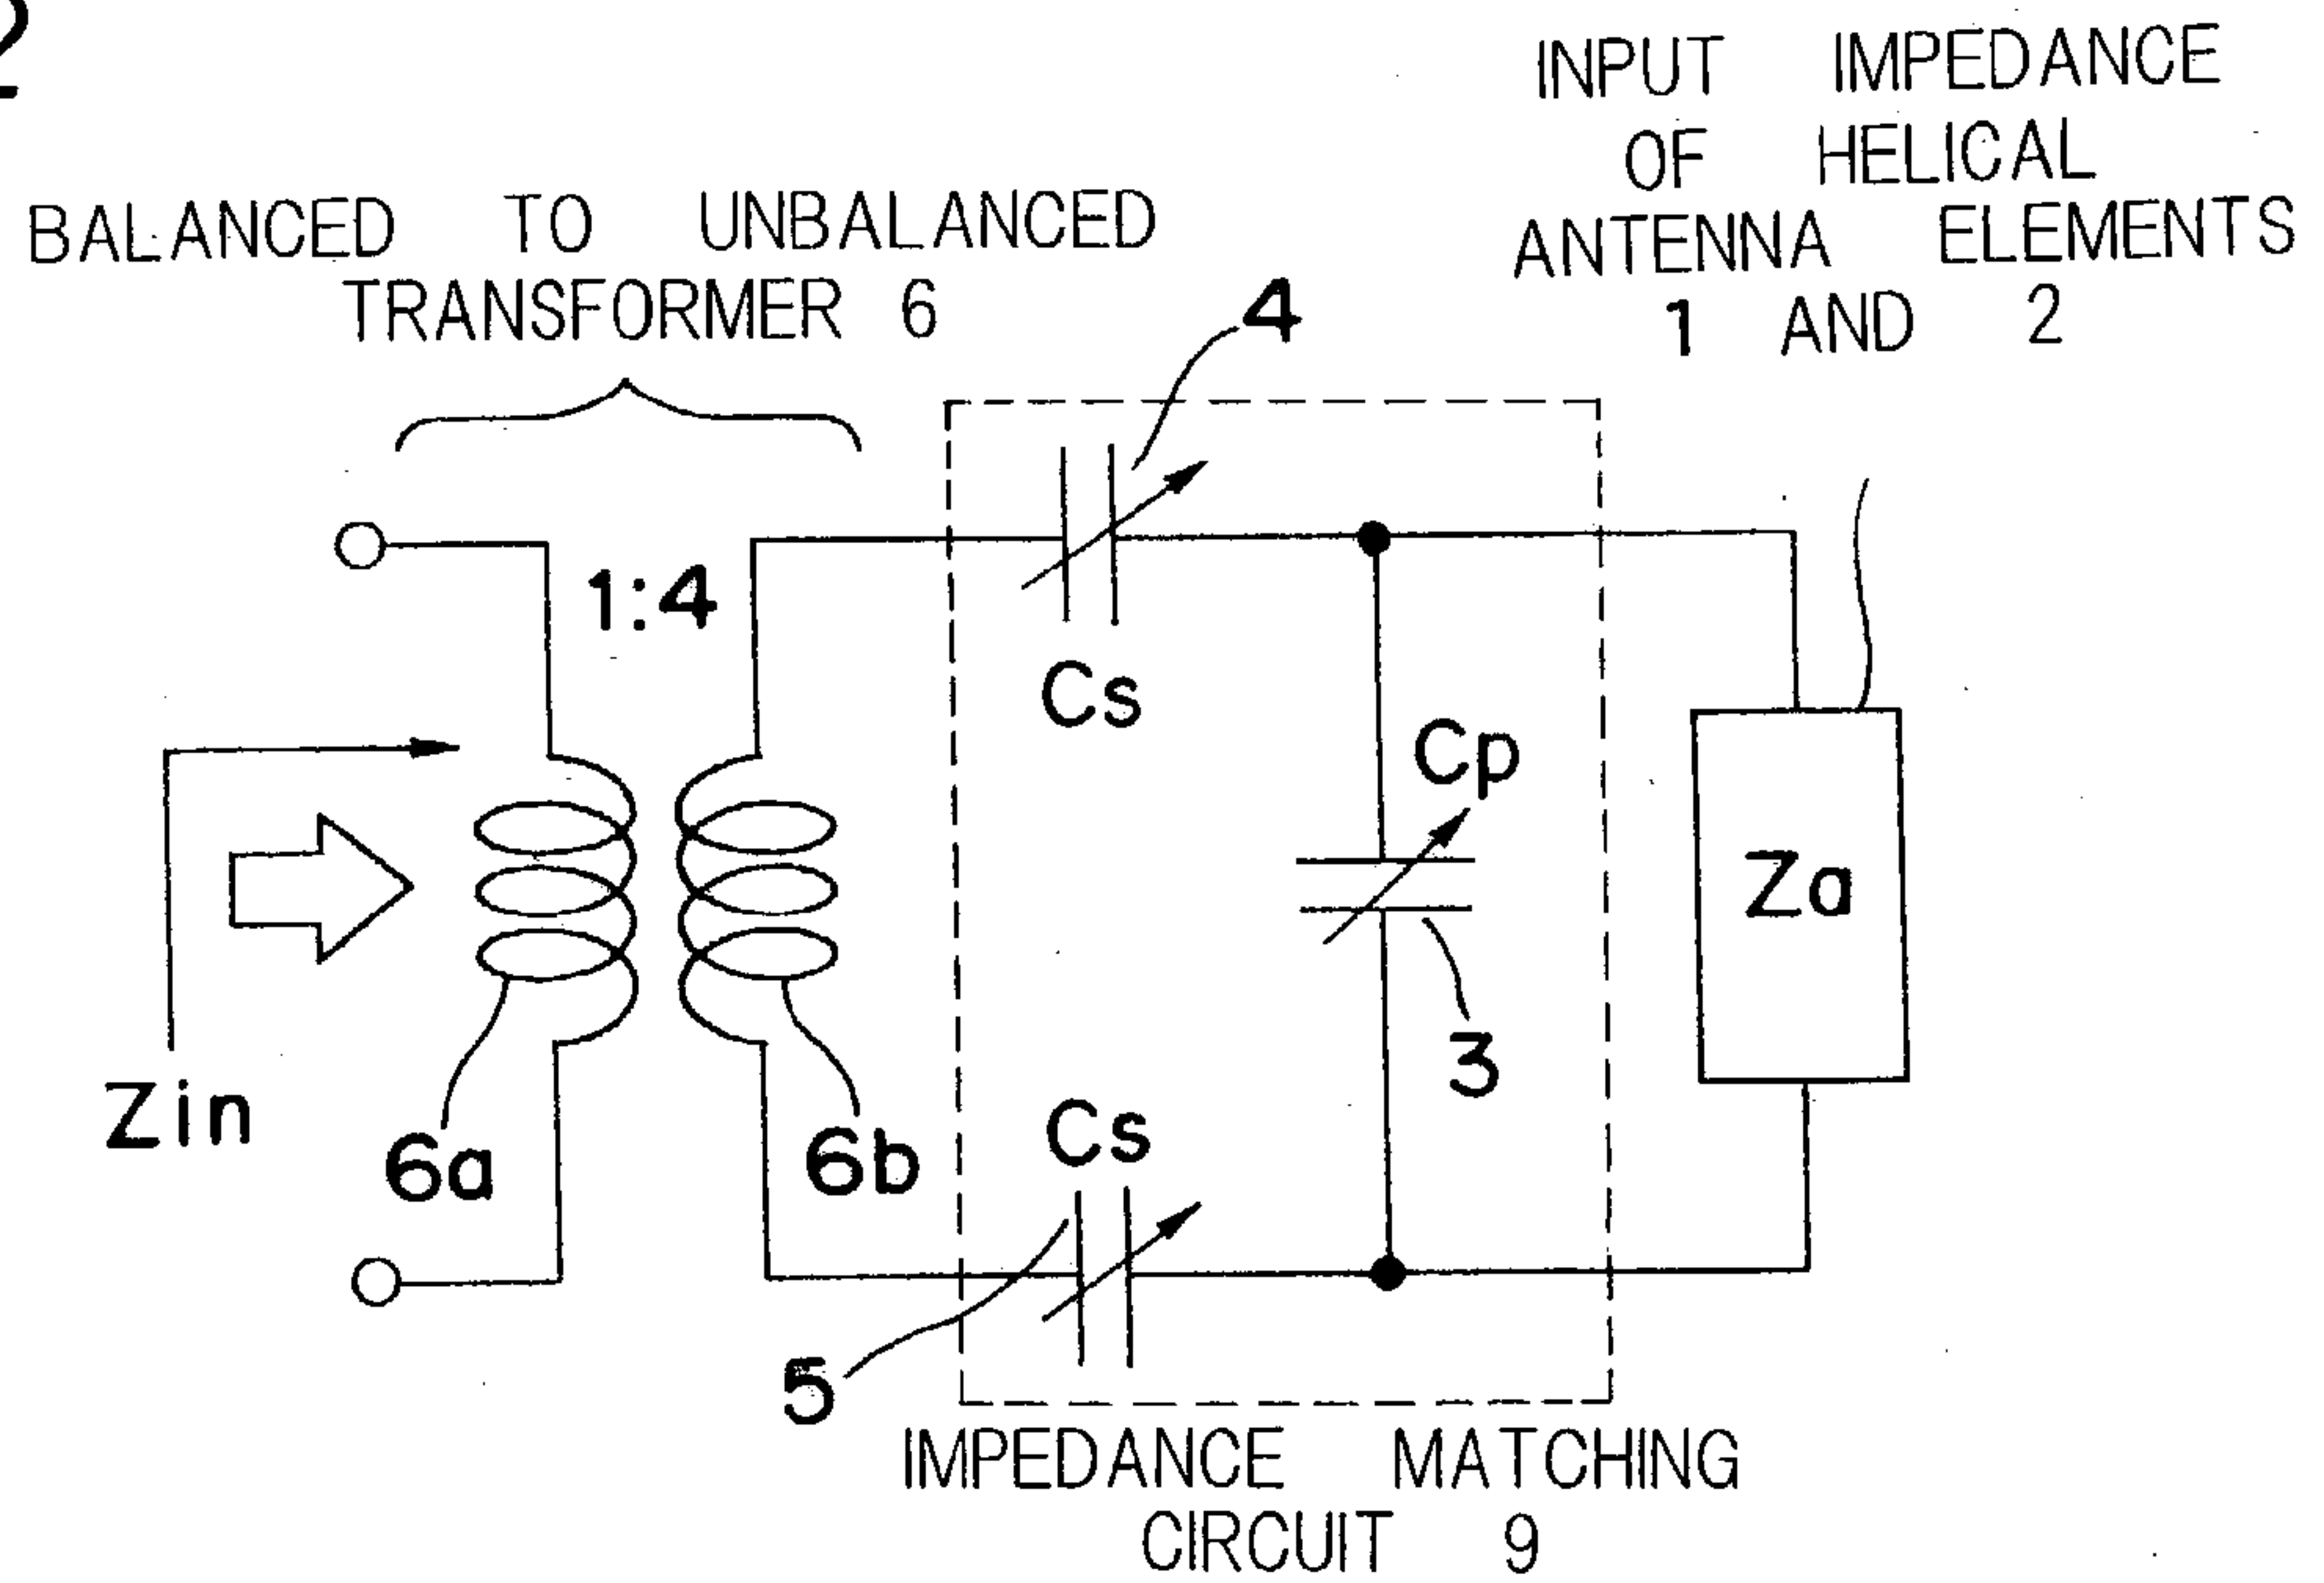 2
INPUT IMPEDANCE
OF HELICAL
ANTENNA ELEMENTS
1 AND 2
BALANCED TO UNBALANCED
TRANSFORMER 6
4
1:4
Cs
Cp
Za
3
Zin
6a
6b
Cs
5
IMPEDANCE MATCHING
CIRCUIT 9